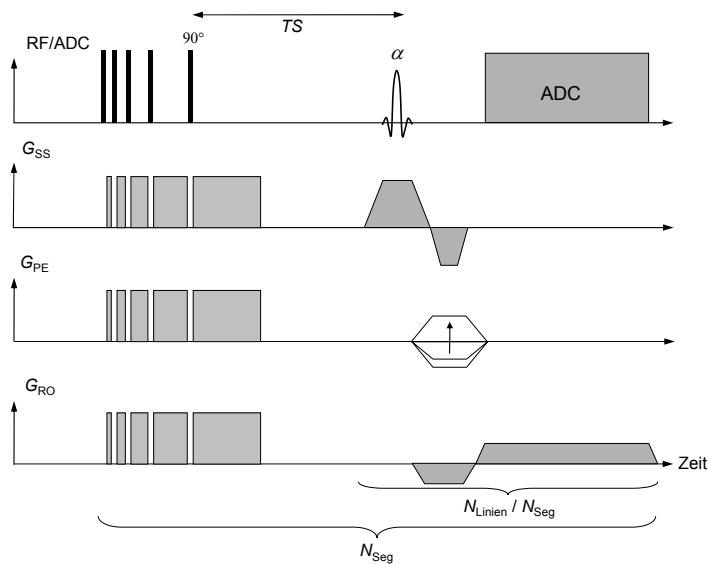 TS
90°
RF/ADC
α
ADC
G_SS
G_PE
G_RO
Zeit
N_Linien / N_Seg
N_Seg